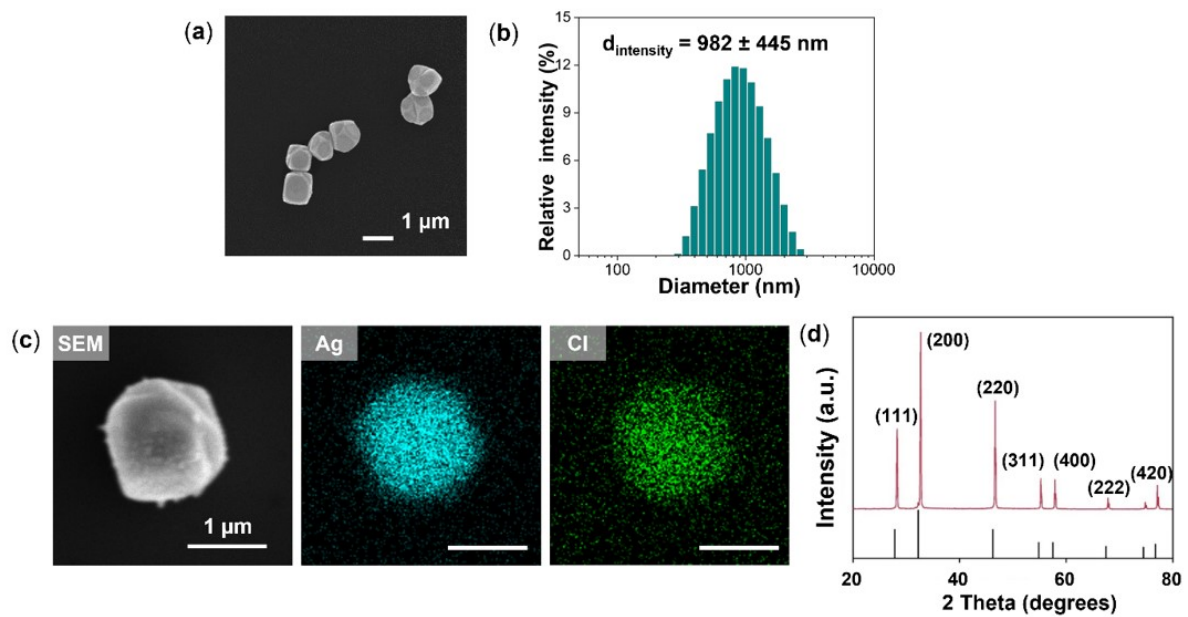 (a)
1 μm
(b)
d intensity = 982 ± 445 nm
Relative intensity (%)
15
12
9
6
3
0
100
1000
10000
Diameter (nm)
(c)
SEM
1 μm
Ag
Cl
(d)
Intensity (a.u.)
(111)
(200)
(220)
(311)
(400)
(222)
(420)
20
40
60
80
2 Theta (degrees)